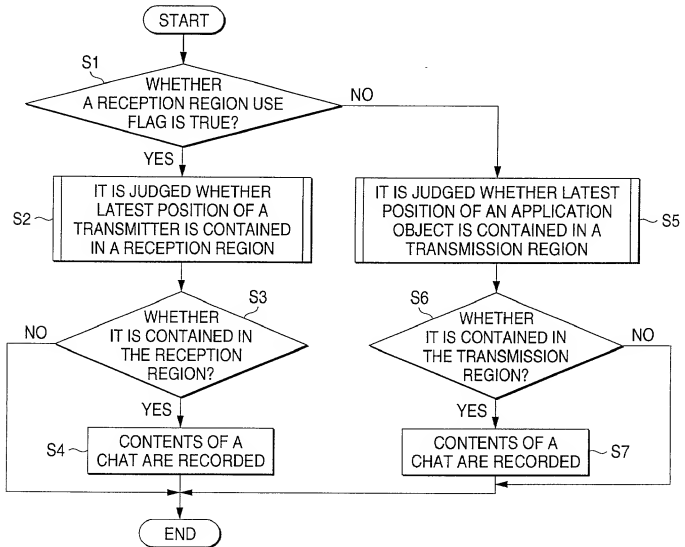 START
S1
WHETHER
A RECEPTION REGION USE
FLAG IS TRUE?
NO
YES
S2
IT IS JUDGED WHETHER
LATEST POSITION OF A
TRANSMITTER IS CONTAINED
IN A RECEPTION REGION
IT IS JUDGED WHETHER LATEST
POSITION OF AN APPLICATION
OBJECT IS CONTAINED IN A
TRANSMISSION REGION
S5
S3
WHETHER
IT IS CONTAINED IN
THE RECEPTION
REGION?
NO
YES
S6
WHETHER
IT IS CONTAINED IN
THE TRANSMISSION
REGION?
NO
YES
S4
CONTENTS OF A
CHAT ARE RECORDED
CONTENTS OF A
CHAT ARE RECORDED
S7
END